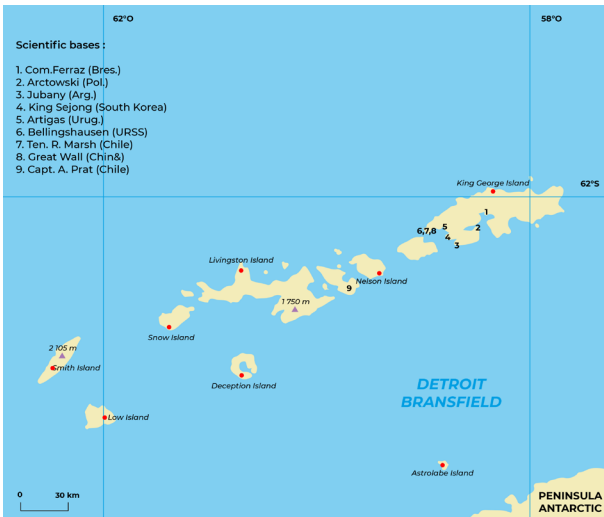 62°O
58°O
Scientific bases :
1. Com.Ferraz (Bres.)
2. Arctowski (Pol.)
3. Jubany (Arg.)
4. King Sejong (South Korea)
5. Artigas (Urug.)
6. Bellingshausen (URSS)
7. Ten. R. Marsh (Chile)
8. Great Wall (Chin&)
9. Capt. A. Prat (Chile)
King George Island
62°S
1
5
2
6,7,8
4
3
Livingston Island
Nelson Island
9
1 750 m
Snow Island
2 105 m
Smith Island
Deception Island
DETROIT
BRANSFIELD
Low Island
Astrolabe Island
0 30 km
PENINSULA
ANTARCTIC